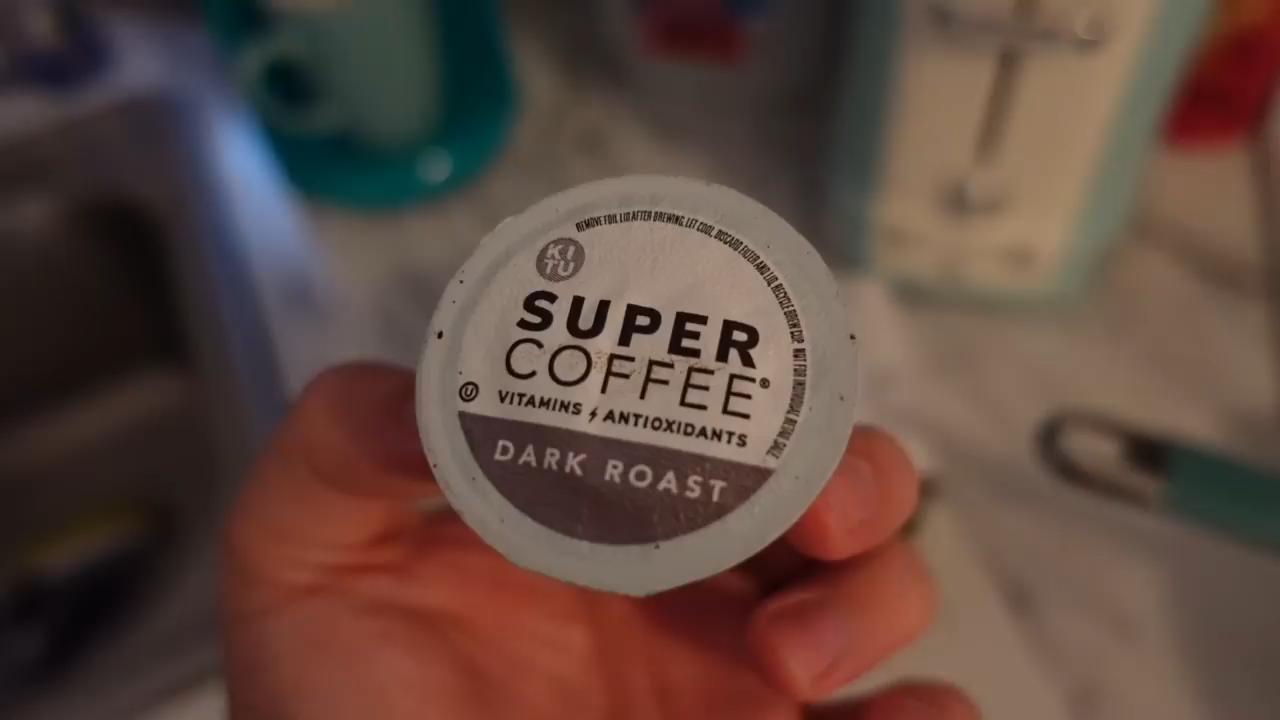 REMOVE FOIL LID AFTER BREWING, LET COOL, DISCARD FILTER AND LID, RECYCLE BREW CUP. NOT FOR INDIVIDUAL RETAIL SALE.
KI
TU
SUPER
COFFEE®
U
VITAMINS ANTIOXIDANTS
DARK ROAST